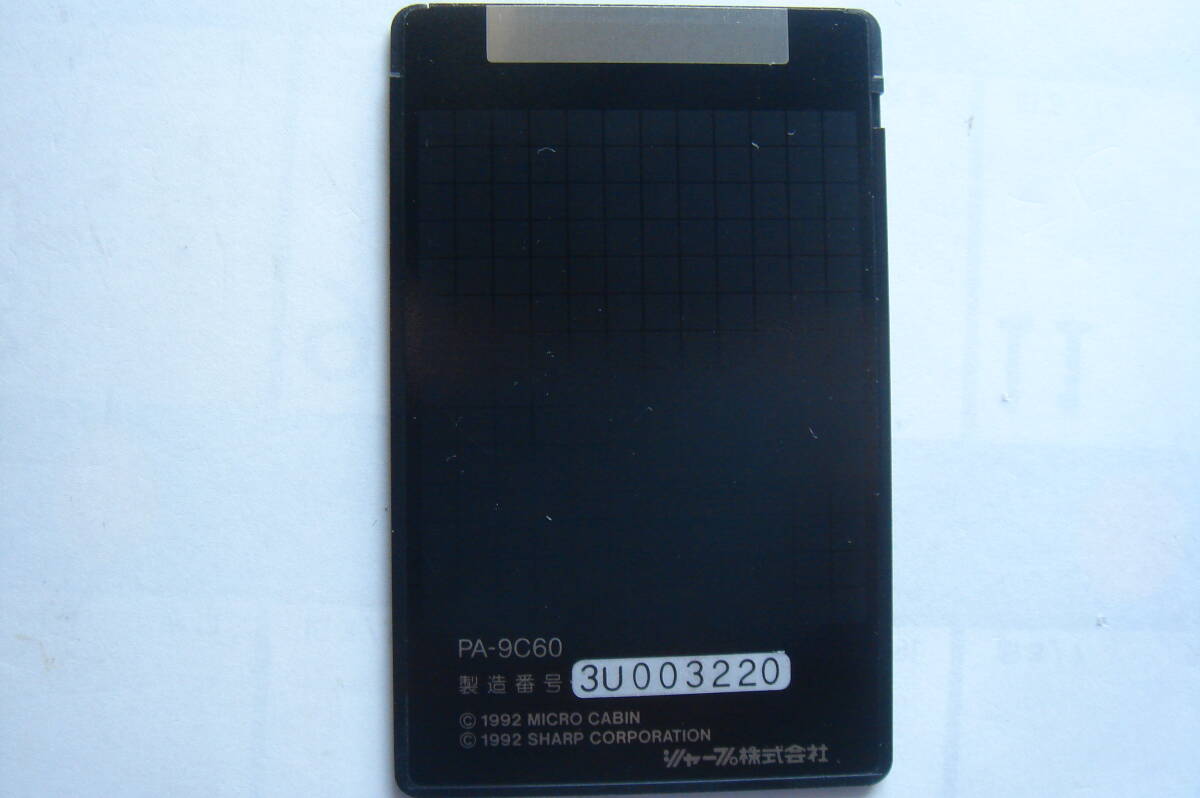 PA-9C60
製造番号 3U003220
© 1992 MICRO CABIN
© 1992 SHARP CORPORATION
シャープ株式会社